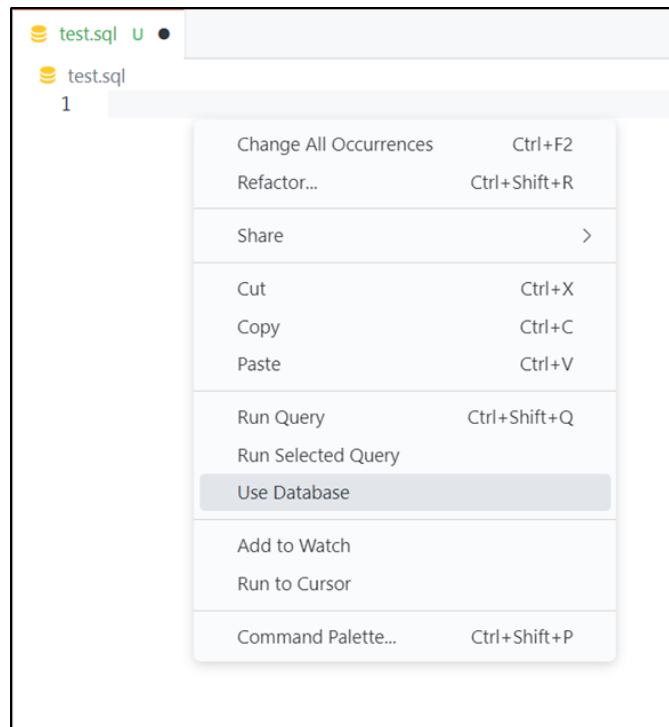 test.sql U
test.sql
1
Change All Occurrences Ctrl+F2
Refactor... Ctrl+Shift+R
Share
Cut Ctrl+X
Copy Ctrl+C
Paste Ctrl+V
Run Query Ctrl+Shift+Q
Run Selected Query
Use Database
Add to Watch
Run to Cursor
Command Palette... Ctrl+Shift+P